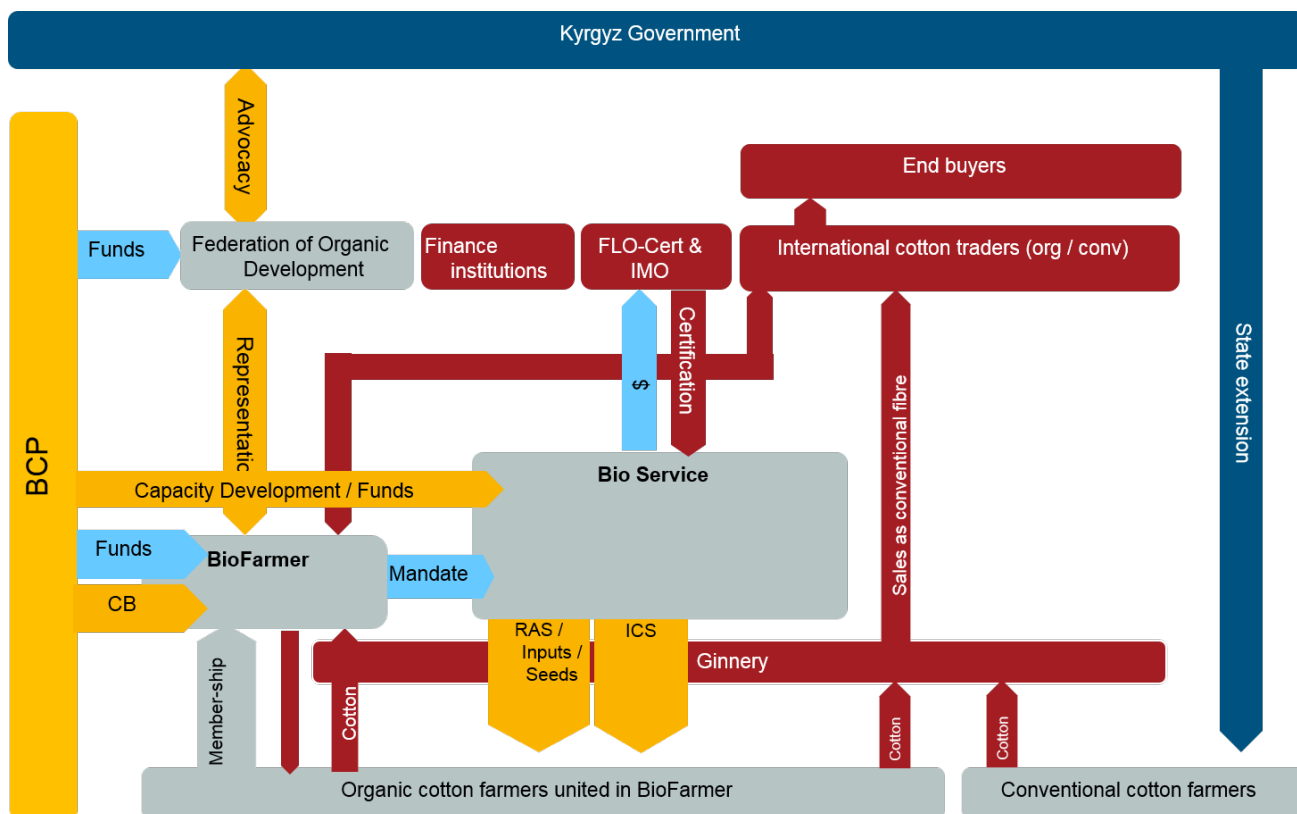 Kyrgyz Government
Advocacy
End buyers
Funds
Federation of Organic
Development
Finance
institutions
FLO-Cert &
IMO
International cotton traders (org / conv)
Representatic
$
Certification
Sales as conventional fibre
State extension
BCP
Bio Service
Capacity Development / Funds
Funds
BioFarmer
Mandate
CB
RAS /
Inputs /
Seeds
ICS
Ginnery
Member-ship
Cotton
Cotton
Cotton
Organic cotton farmers united in BioFarmer
Conventional cotton farmers